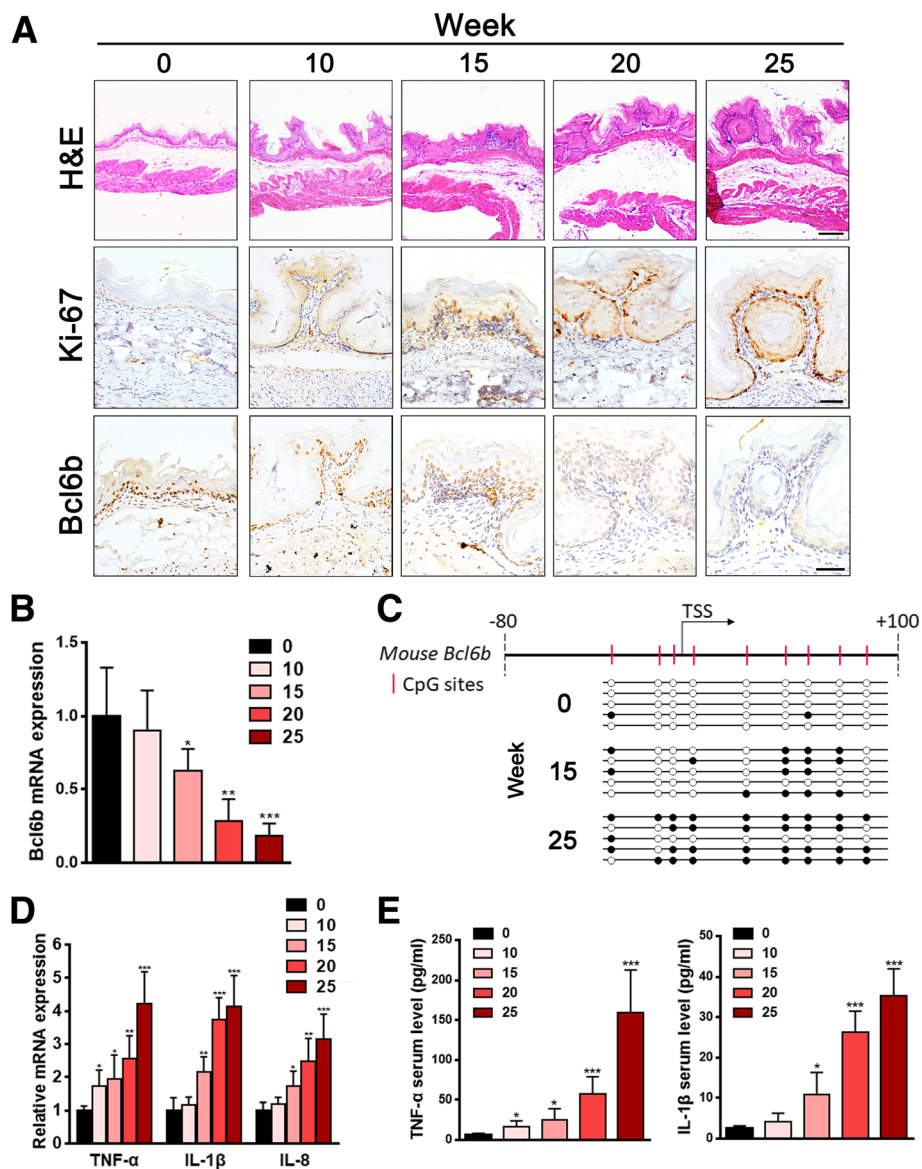 A
Week
0 10 15 20 25
H&E
Ki-67
Bcl6b
B
Bcl6b mRNA expression
1.5
1.0
0.5
0.0
0
10
15
20
25
*
**
***
C
-80
TSS
+100
Mouse Bcl6b
CpG sites
Week
0
15
25
D
Relative mRNA expression
6
5
4
3
2
1
0
0
10
15
20
25
* * ** ***
** *** ***
* ** ***
TNF-α IL-1β IL-8
E
TNF-α serum level (pg/ml)
250
200
150
100
50
0
0
10
15
20
25
* * *** ***
IL-1β serum level (pg/ml)
50
40
30
20
10
0
0
10
15
20
25
* *** ***